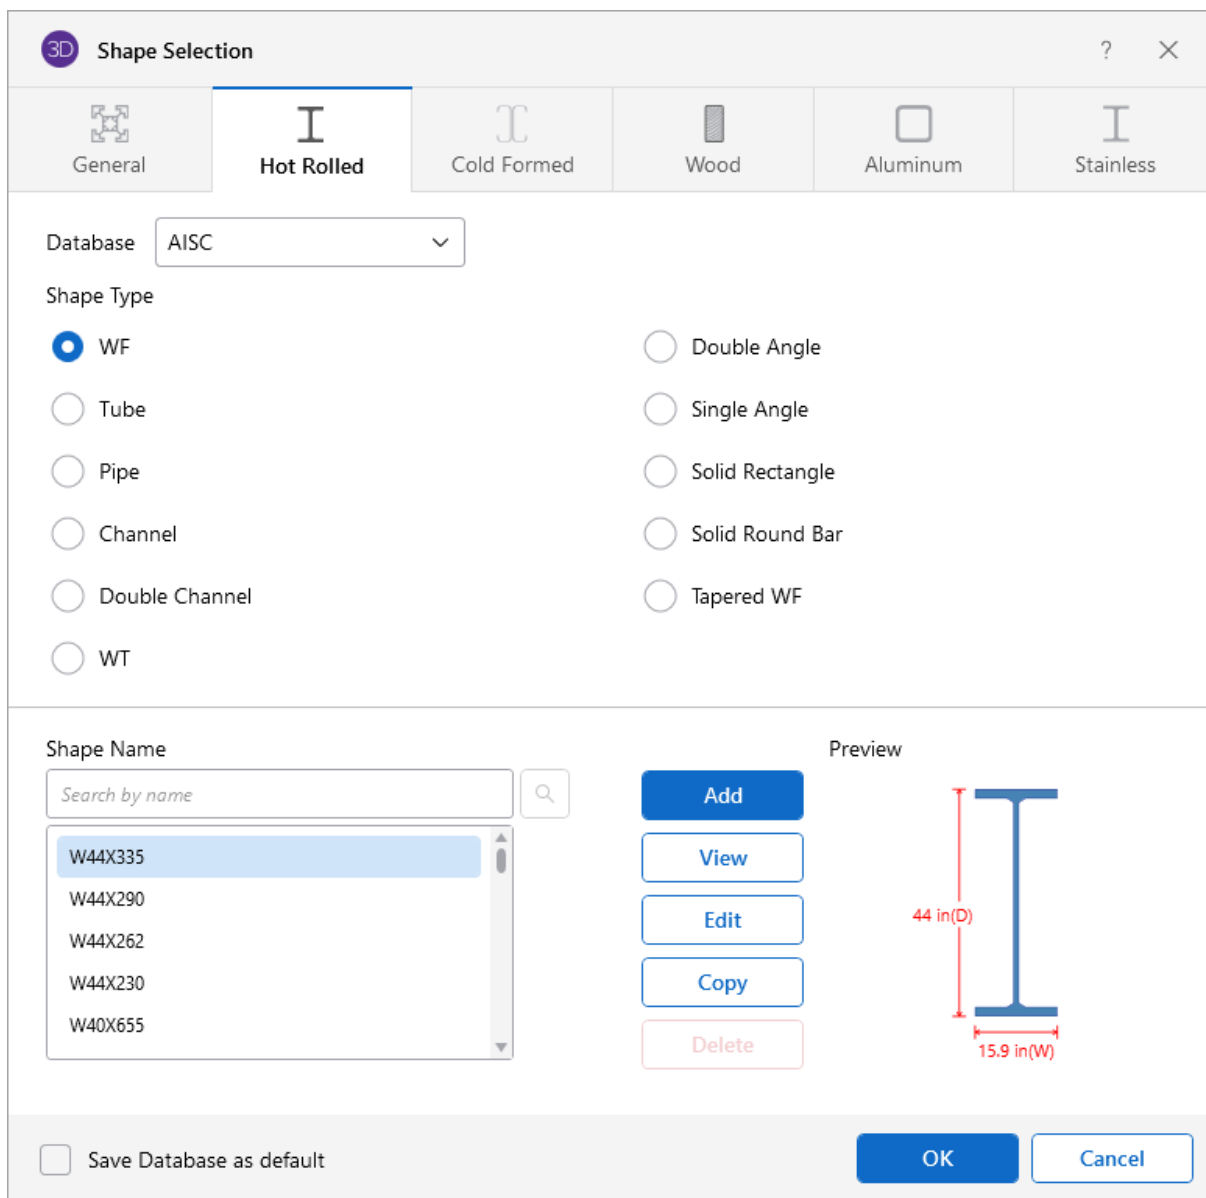 3D Shape Selection ?
General Hot Rolled Cold Formed Wood Aluminum Stainless
Database AISC
Shape Type
WF Double Angle
Tube Single Angle
Pipe Solid Rectangle
Channel Solid Round Bar
Double Channel Tapered WF
WT
Shape Name Preview
Search by name Add
W44X335 View
W44X290
W44X262 Edit
W44X230 Copy
W40X655 Delete
44 in(D)
15.9 in(W)
Save Database as default OK Cancel